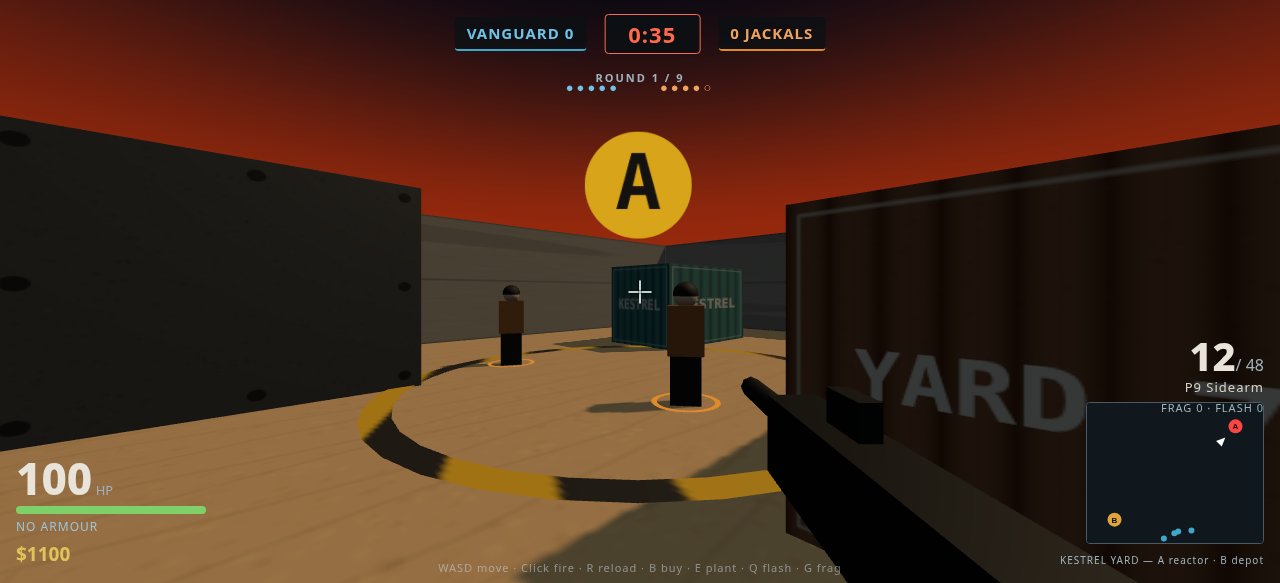 VANGUARD 0
0:35
0 JACKALS
ROUND 1 / 9
A
KESTREL
KESTREL
YARD
12 / 48
P9 Sidearm
FRAG 0 · FLASH 0
A
B
100 HP
NO ARMOUR
$1100
WASD move · Click fire · R reload · B buy · E plant · Q flash · G frag
KESTREL YARD — A reactor · B depot